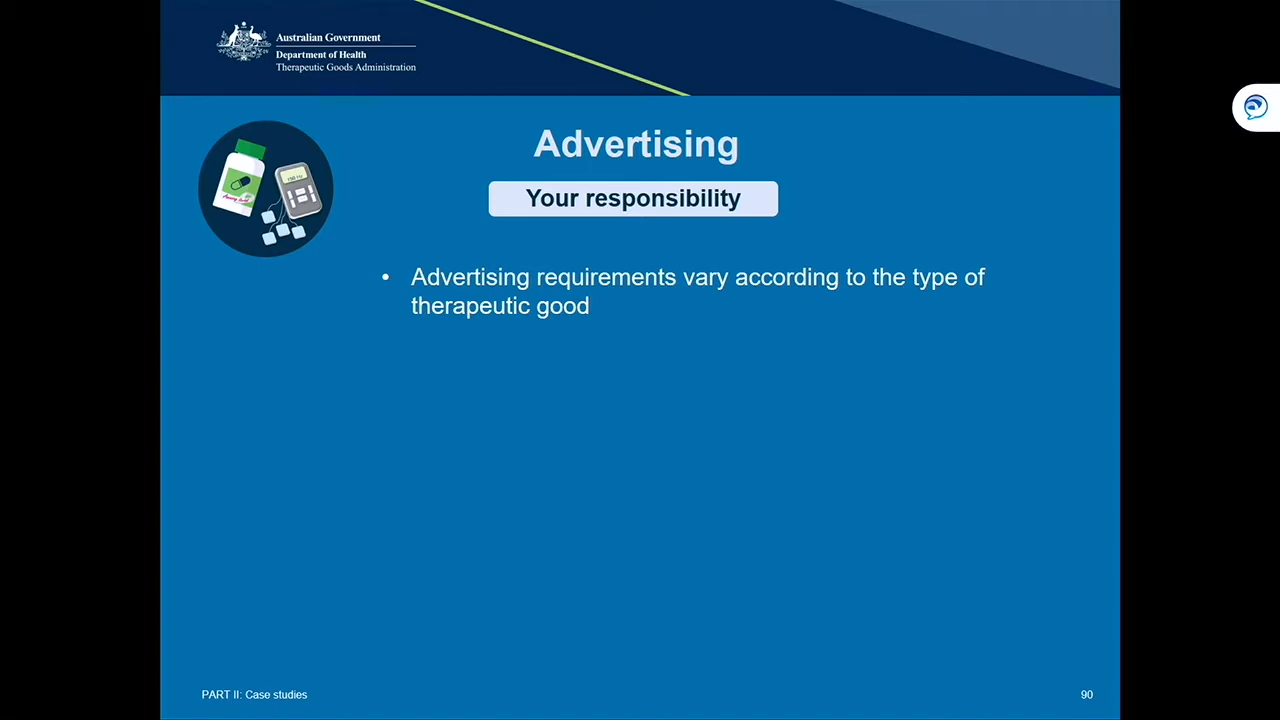 Australian Government
Department of Health
Therapeutic Goods Administration
Advertising
Your responsibility
• Advertising requirements vary according to the type of
therapeutic good
PART II: Case studies
90